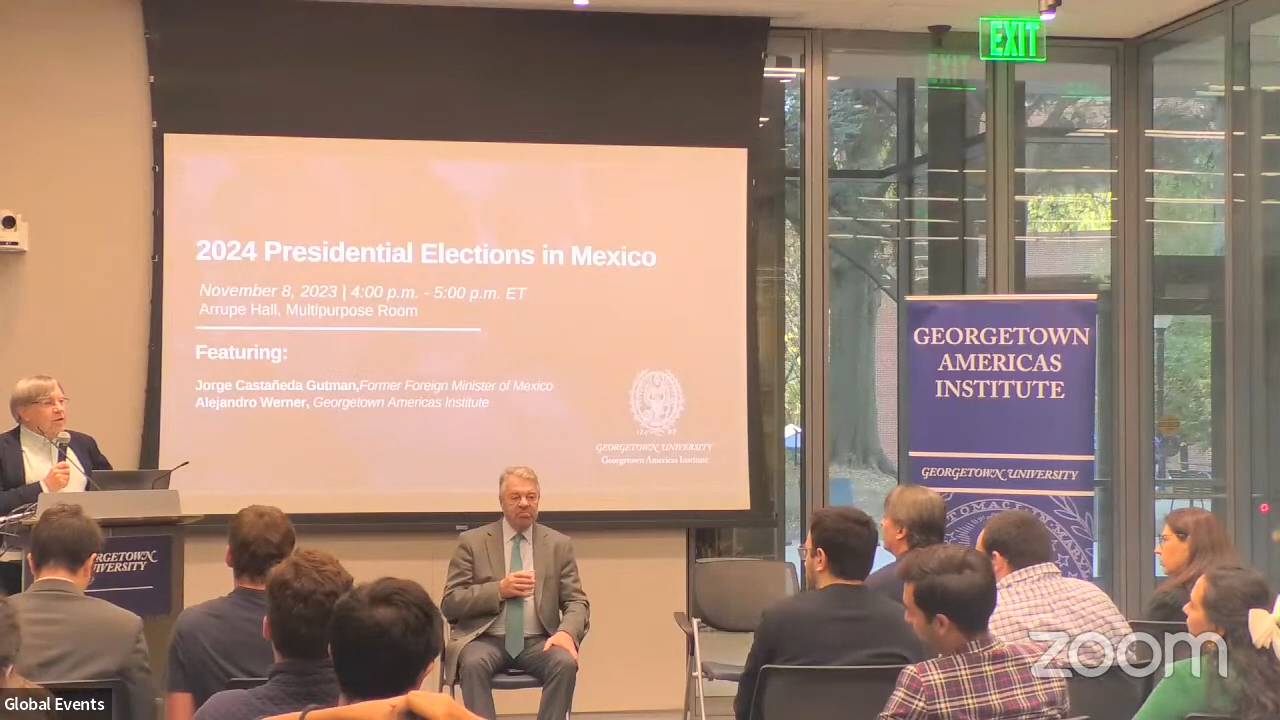 EXIT
2024 Presidential Elections in Mexico
November 8, 2023 | 4:00 p.m. - 5:00 p.m. ET
Arrupe Hall, Multipurpose Room
Featuring:
Jorge Castañeda Gutman,Former Foreign Minister of Mexico
Alejandro Werner, Georgetown Americas Institute
GEORGETOWN UNIVERSITY
Georgetown Americas Institute
GEORGETOWN
AMERICAS
INSTITUTE
GEORGETOWN UNIVERSITY
zoom
Global Events